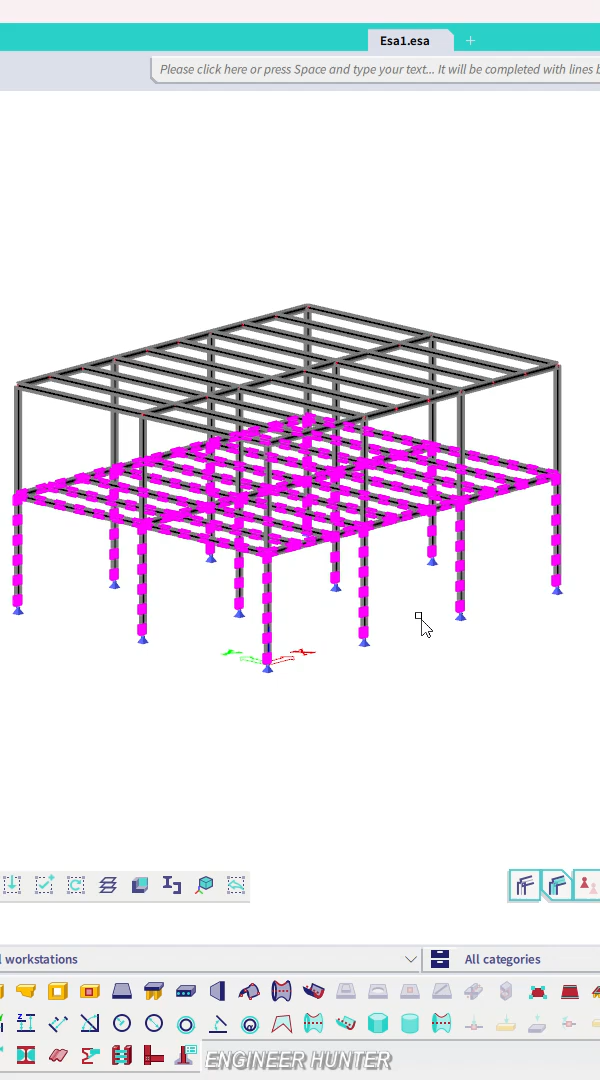 Esa1.esa
Please click here or press Space and type your text... It will be completed with lines
workstations
All categories
ENGINEER HUNTER